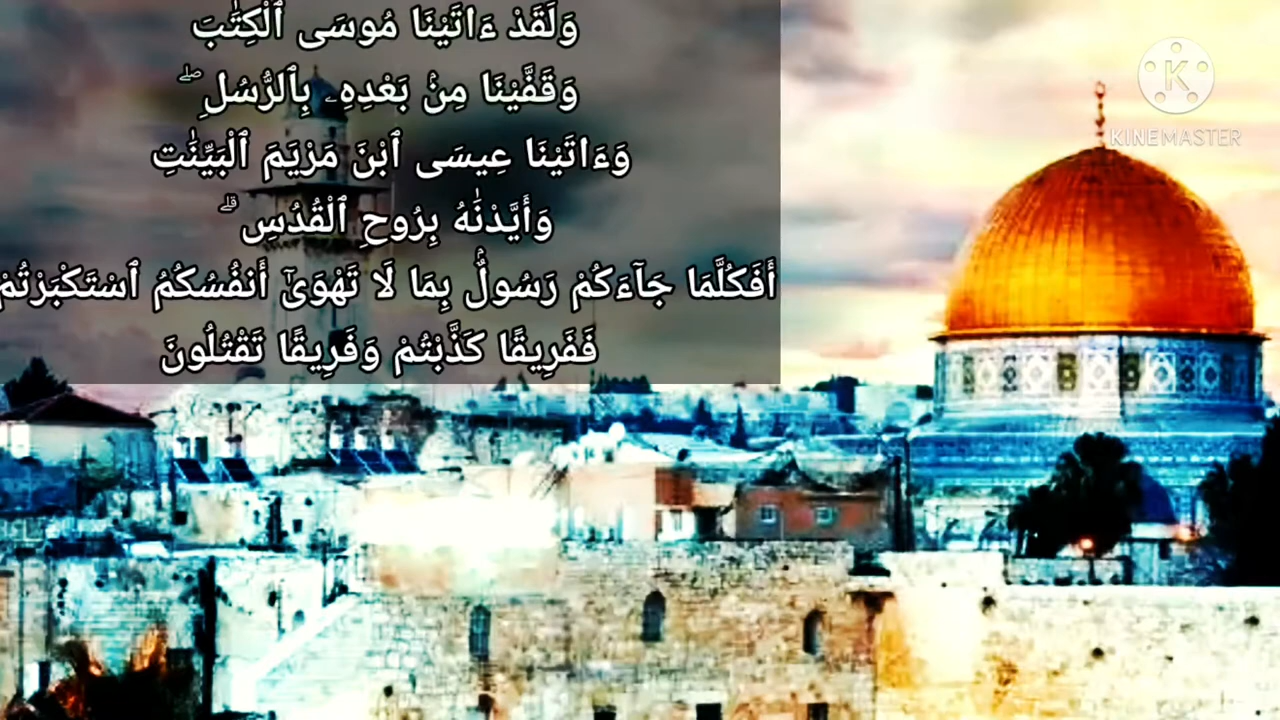 وَلَقَدْ ءَاتَيْنَا مُوسَى ٱلْكِتَٰبَ
وَقَفَّيْنَا مِنۢ بَعْدِهِۦ بِٱلرُّسُلِ ۖ
وَءَاتَيْنَا عِيسَى ٱبْنَ مَرْيَمَ ٱلْبَيِّنَٰتِ
وَأَيَّدْنَٰهُ بِرُوحِ ٱلْقُدُسِ ۗ
أَفَكُلَّمَا جَآءَكُمْ رَسُولٌۢ بِمَا لَا تَهْوَىٰٓ أَنفُسُكُمُ ٱسْتَكْبَرْتُمْ
فَفَرِيقًا كَذَّبْتُمْ وَفَرِيقًا تَقْتُلُونَ
K
KINEMASTER